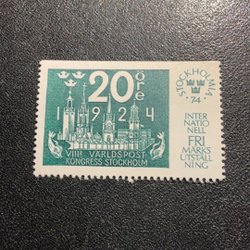 20 öre
1924
VIII: VÄRLDSPOST
KONGRESS STOCKHOLM
STOCKHOLMIA
'74
INTER
NATIO
NELL
FRI
MÄRKS
UTSTÄLL
NING